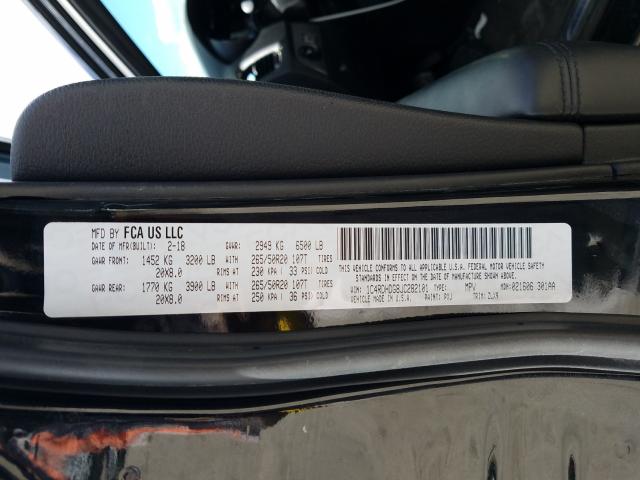 MFD BY FCA US LLC
DATE OF MFR(BUILT): 2-18 GVWR: 2949 KG 6500 LB
GAWR FRONT: 1452 KG 3200 LB WITH 265/50R20 107T TIRES
20X8.0 RIMS AT 230 KPA ( 33 PSI) COLD
GAWR REAR: 1770 KG 3900 LB WITH 265/50R20 107T TIRES
20X8.0 RIMS AT 250 KPA ( 36 PSI) COLD
THIS VEHICLE CONFORMS TO ALL APPLICABLE U.S.A. FEDERAL MOTOR VEHICLE SAFETY
STANDARDS IN EFFECT ON THE DATE OF MANUFACTURE SHOWN ABOVE.
VIN: 1C4RDHDG8JC282101 TYPE: MPV MDH: 021606 301AA
MADE IN U.S.A. PAINT: PDJ TRIM: ZLX9